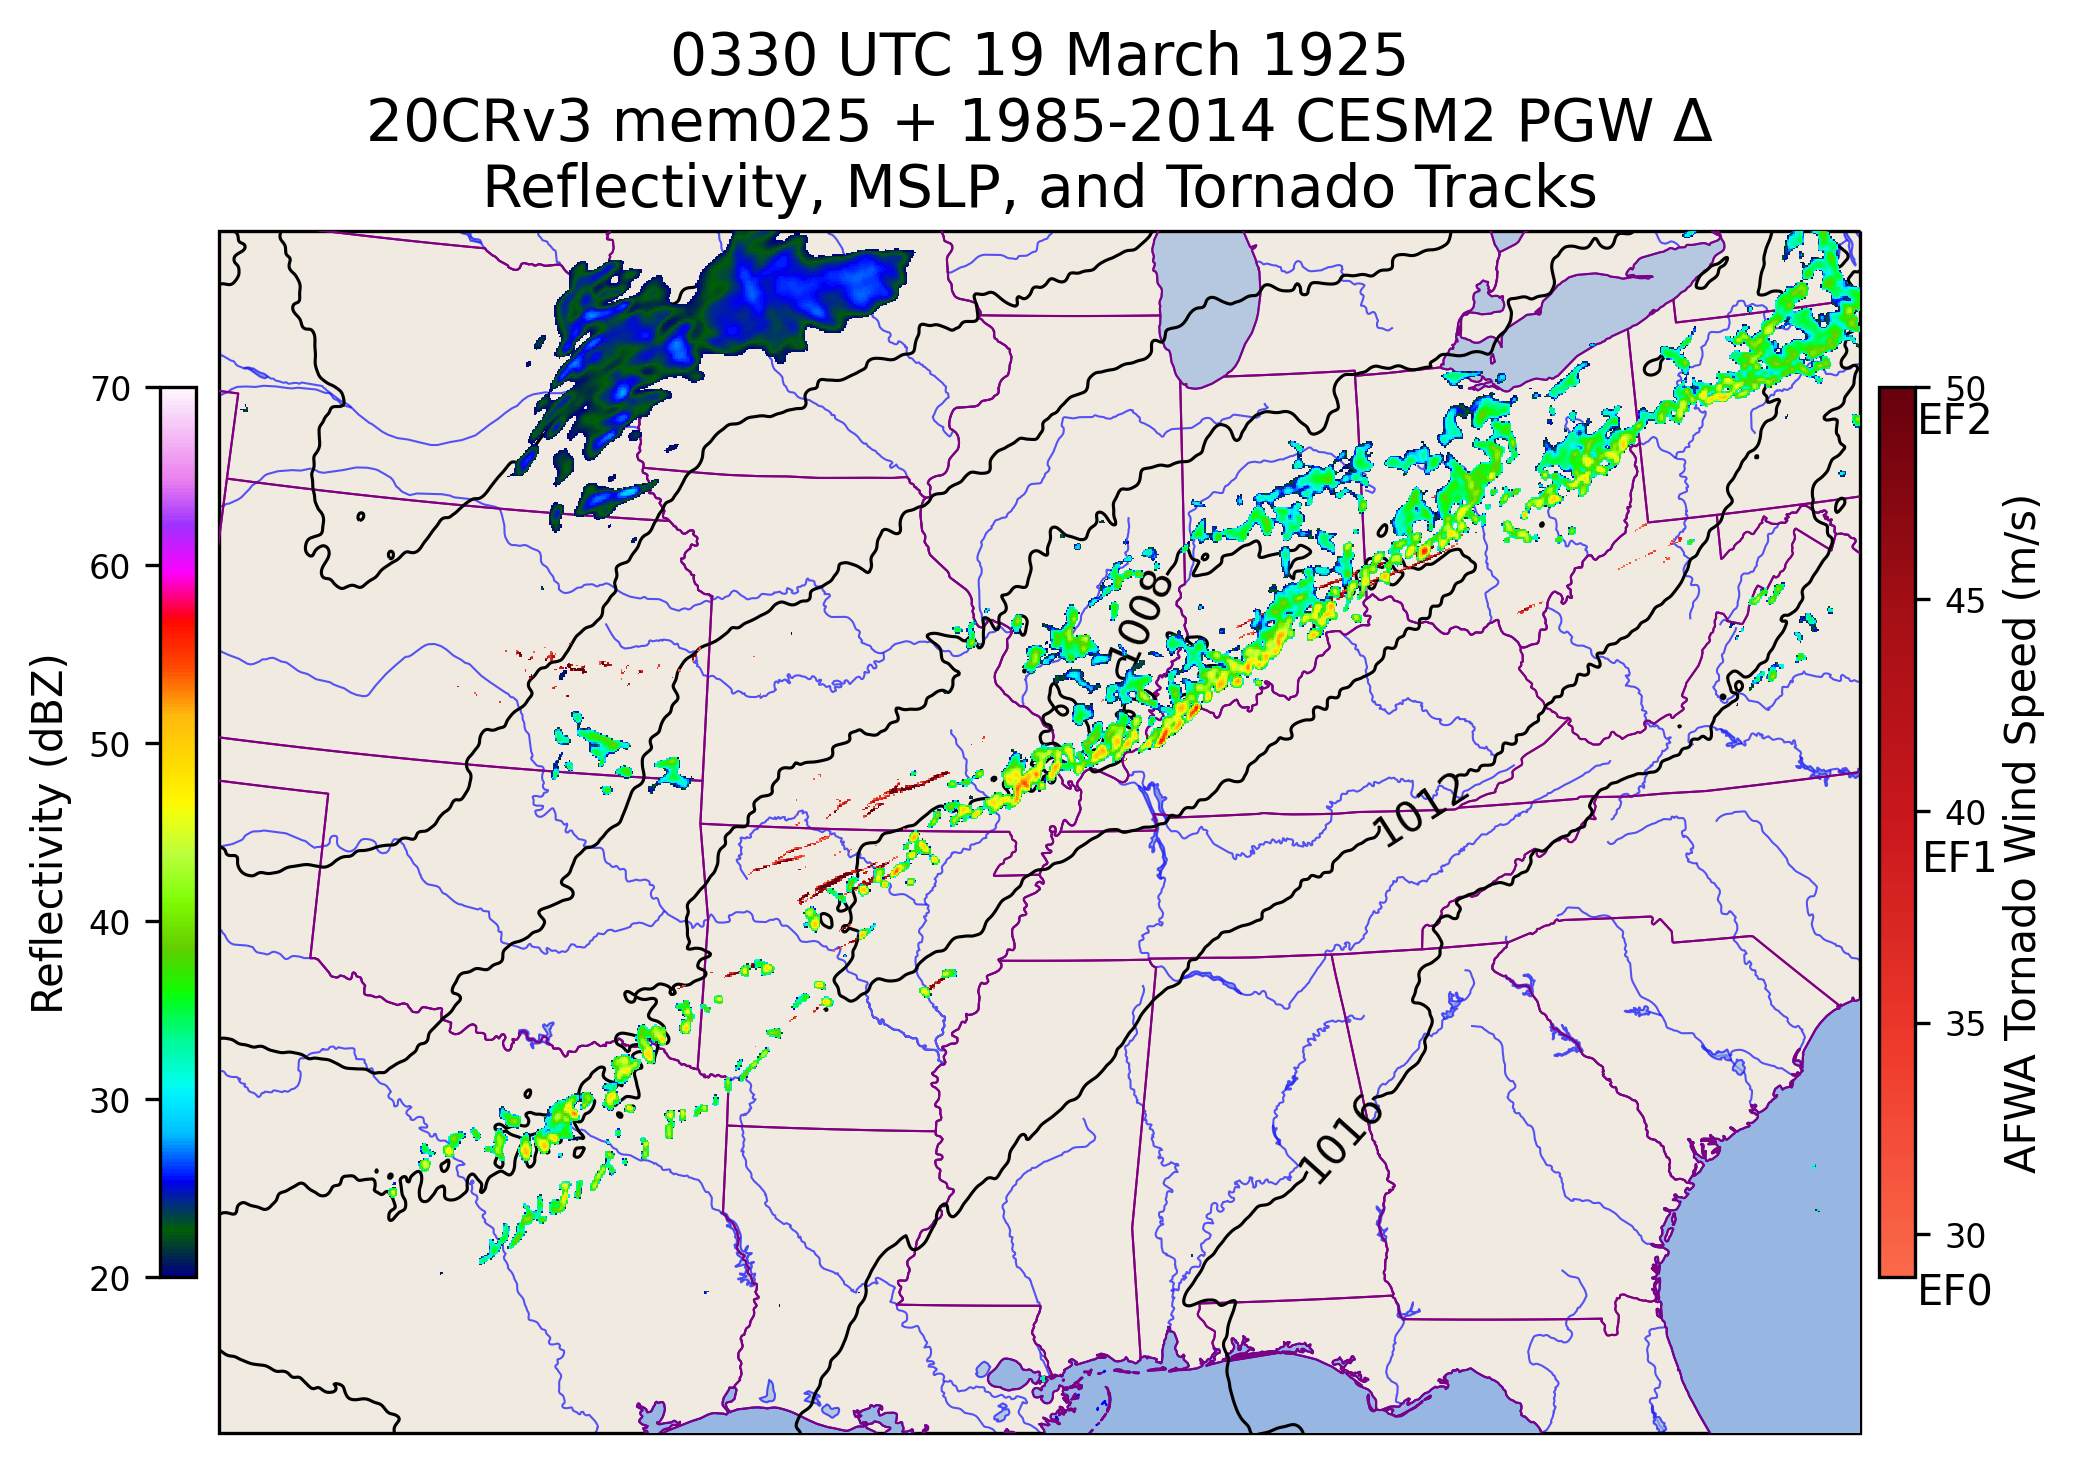 0330 UTC 19 March 1925
20CRv3 mem025 + 1985-2014 CESM2 PGW Δ
Reflectivity, MSLP, and Tornado Tracks
Reflectivity (dBZ)
70
60
50
40
30
20
1008
1012
1016
50
EF2
45
40
EF1
35
30
EF0
AFWA Tornado Wind Speed (m/s)